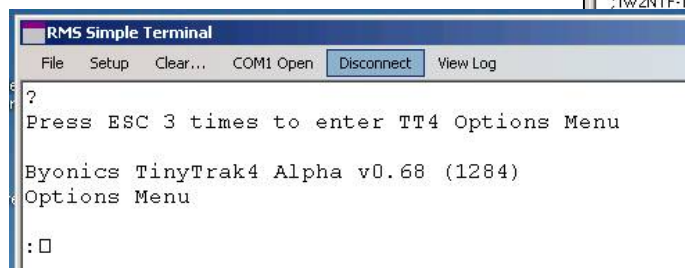 RMS Simple Terminal
File Setup Clear... COM1 Open Disconnect View Log
?
Press ESC 3 times to enter TT4 Options Menu
Byonics TinyTrak4 Alpha v0.68 (1284)
Options Menu
:□